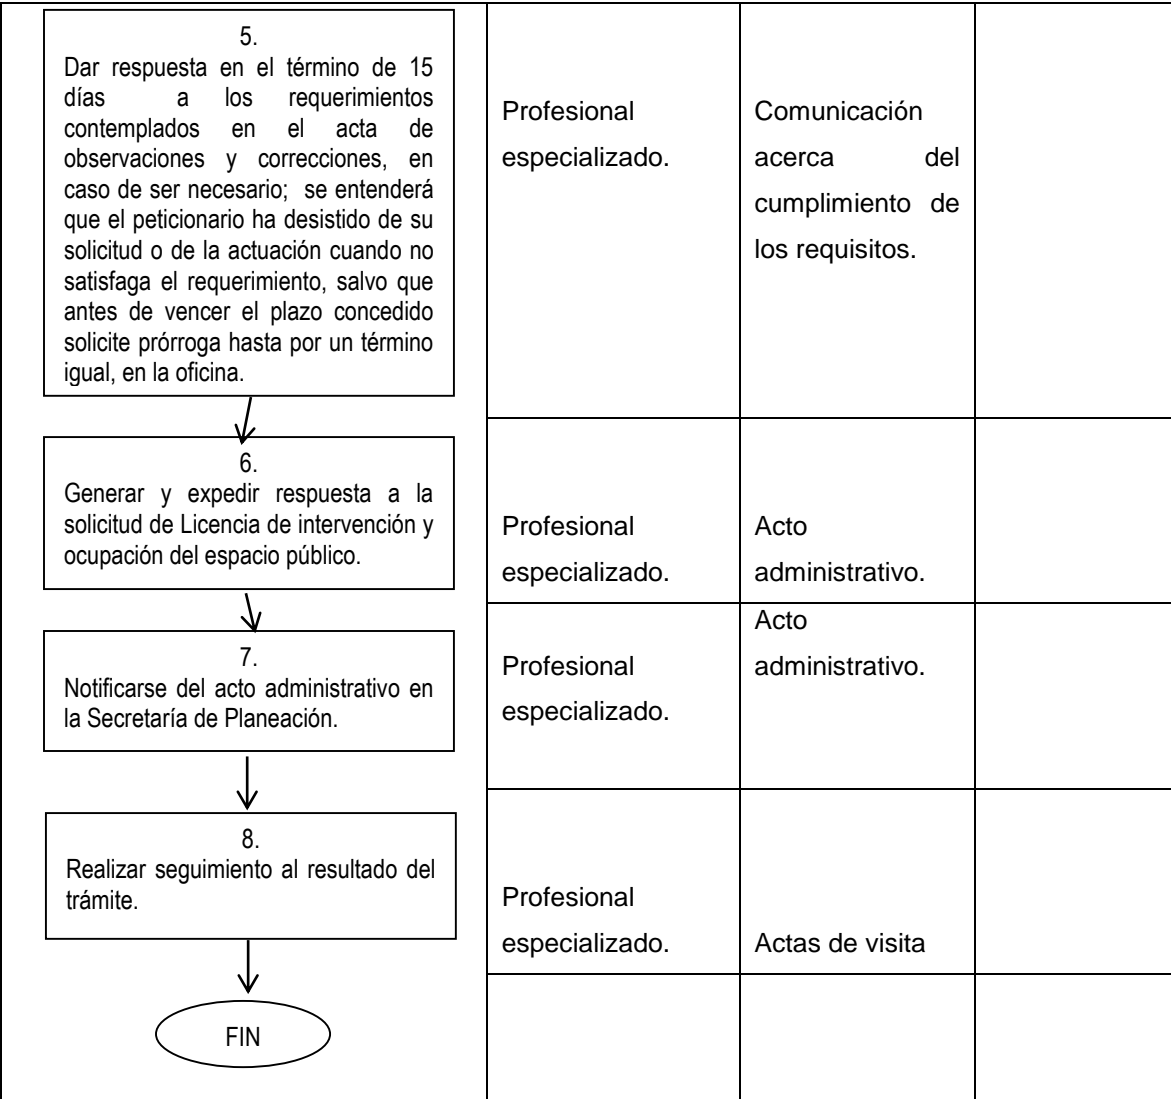 5.
Dar respuesta en el término de 15
días a los requerimientos
contemplados en el acta de
observaciones y correcciones, en
caso de ser necesario; se entenderá
que el peticionario ha desistido de su
solicitud o de la actuación cuando no
satisfaga el requerimiento, salvo que
antes de vencer el plazo concedido
solicite prórroga hasta por un término
igual, en la oficina.
Profesional
especializado.
Comunicación
acerca del
cumplimiento de
los requisitos.
6.
Generar y expedir respuesta a la
solicitud de Licencia de intervención y
ocupación del espacio público.
Profesional
especializado.
Acto
administrativo.
7.
Notificarse del acto administrativo en
la Secretaría de Planeación.
Profesional
especializado.
Acto
administrativo.
8.
Realizar seguimiento al resultado del
trámite.
Profesional
especializado.
Actas de visita
FIN